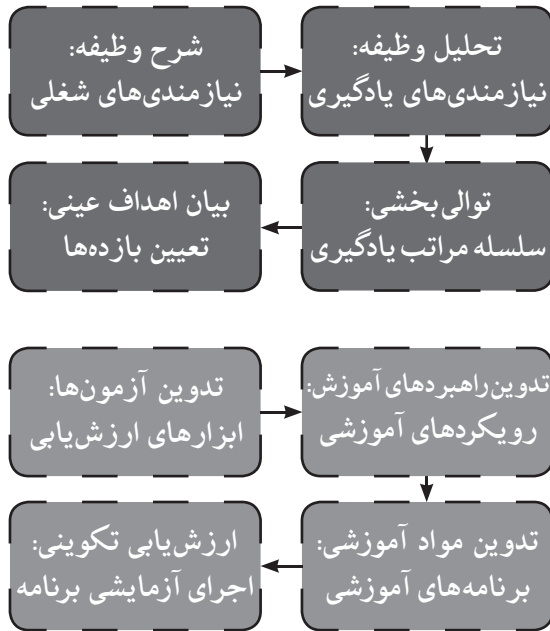 شرح وظیفه:
نیازمندی‌های شغلی
تحلیل وظیفه:
نیازمندی‌های یادگیری
توالی‌بخشی:
سلسله مراتب یادگیری
بیان اهداف عینی:
تعیین بازده‌ها
تدوین آزمون‌ها:
ابزارهای ارزش‌یابی
تدوین راهبردهای آموزش:
رویکردهای آموزشی
تدوین مواد آموزشی:
برنامه‌های آموزشی
ارزش‌یابی تکوینی:
اجرای آزمایشی برنامه